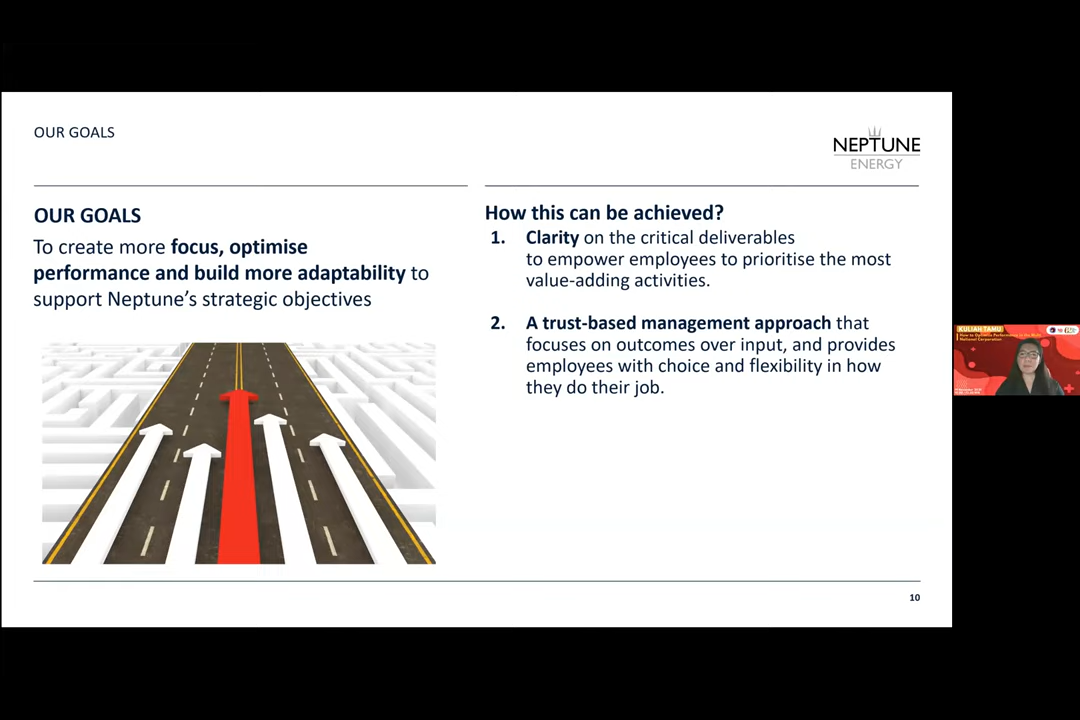 OUR GOALS
NEPTUNE
ENERGY
OUR GOALS
To create more focus, optimise
performance and build more adaptability to
support Neptune’s strategic objectives
How this can be achieved?
1. Clarity on the critical deliverables
to empower employees to prioritise the most
value-adding activities.
2. A trust-based management approach that
focuses on outcomes over input, and provides
employees with choice and flexibility in how
they do their job.
10
KULIAH TAMU